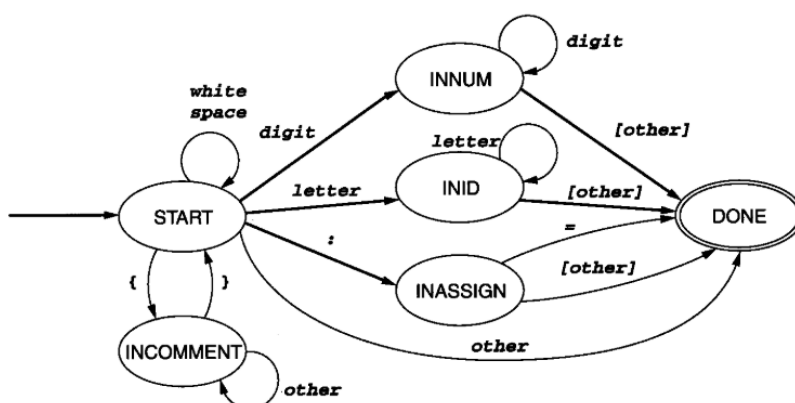 digit
INNUM
white
space
digit
[other]
letter
letter
INID
[other]
START
DONE
:
=
{
}
INASSIGN
[other]
INCOMMENT
other
other